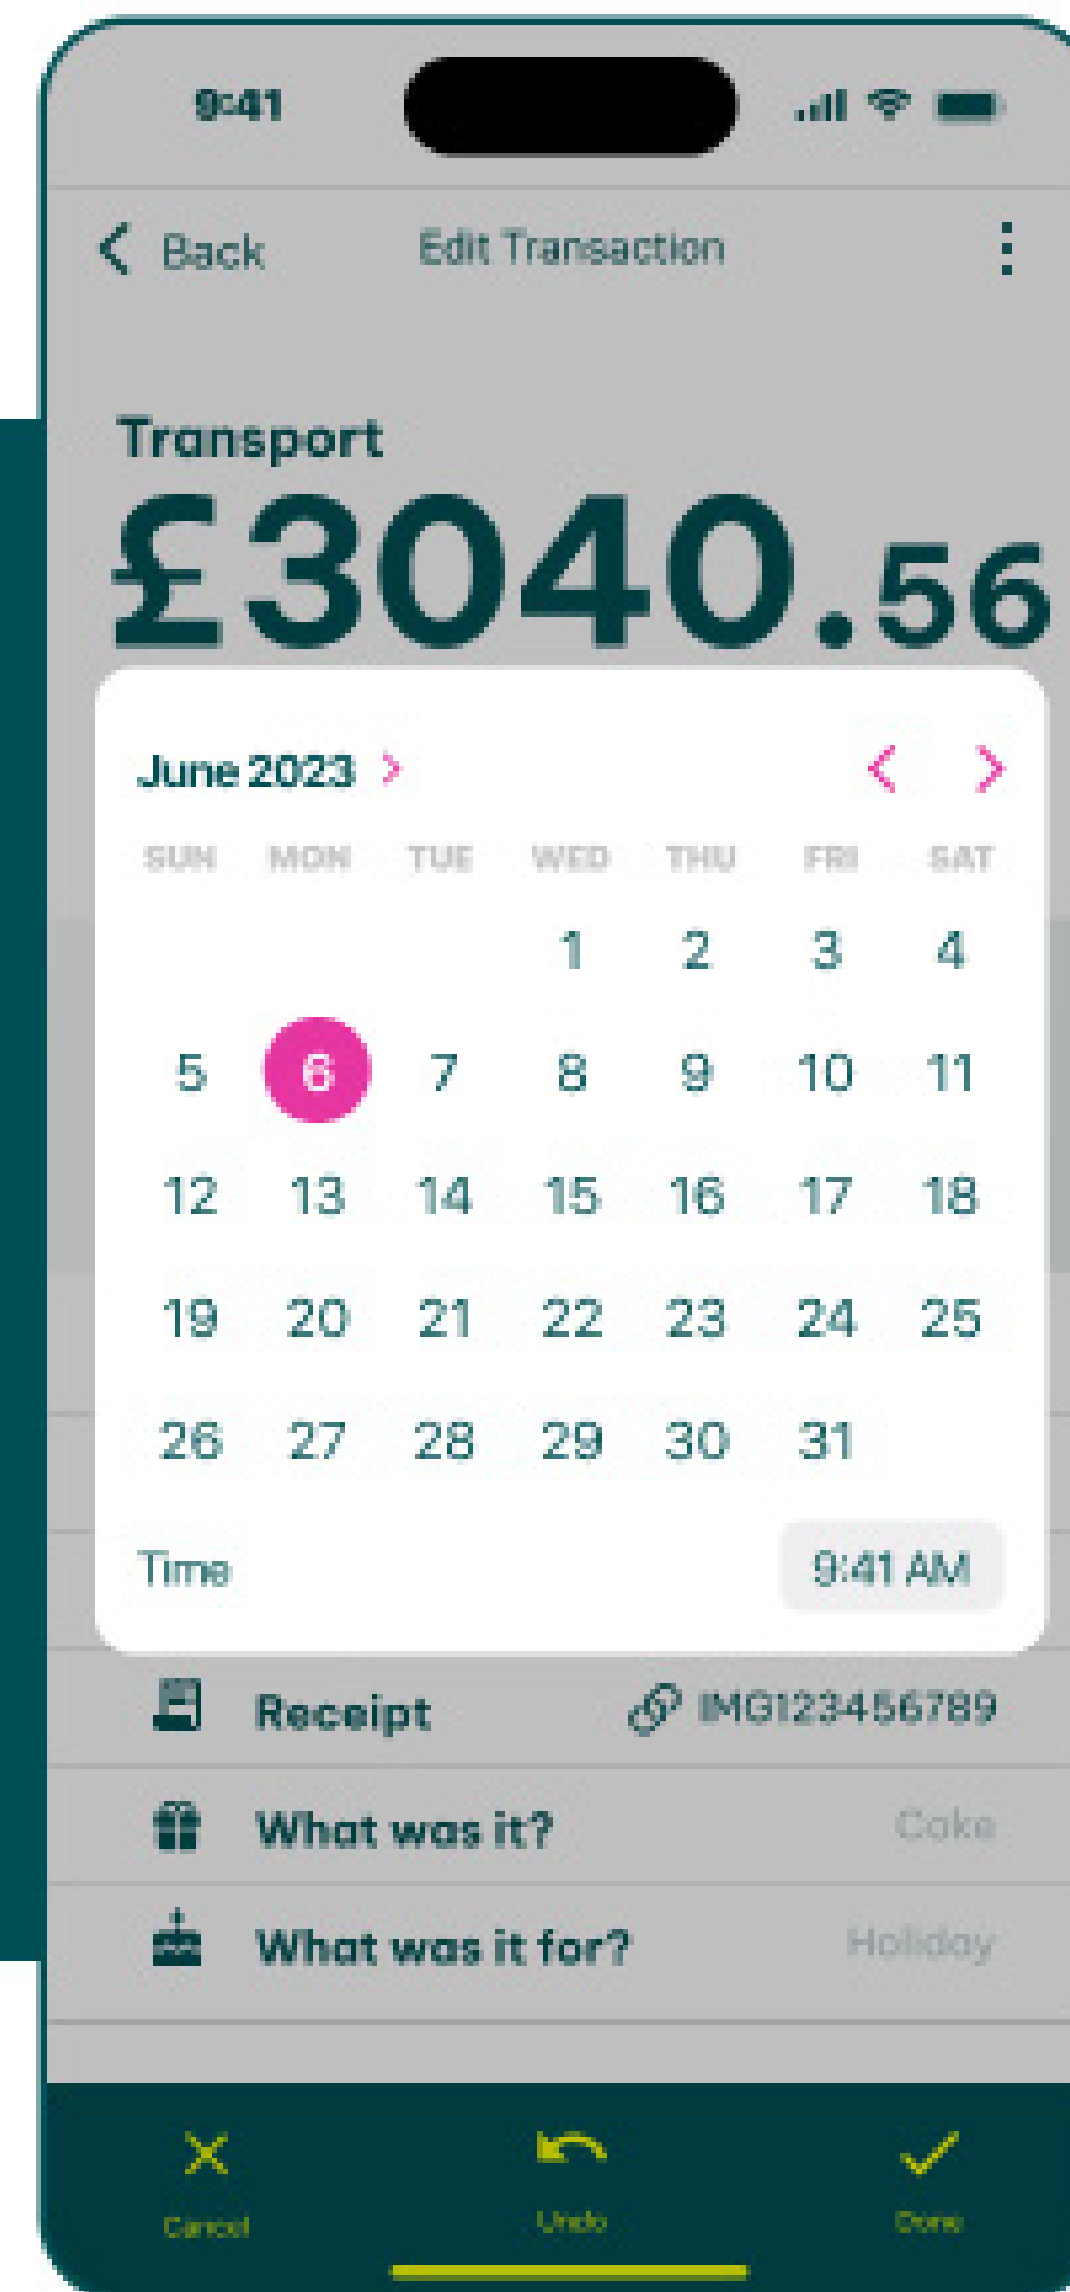 9:41
Back Edit Transaction
Transport
£3040.56
June 2023
SUN MON TUE WED THU FRI SAT
1 2 3 4
5 6 7 8 9 10 11
12 13 14 15 16 17 18
19 20 21 22 23 24 25
26 27 28 29 30 31
Time 9:41 AM
Receipt IMG123456789
What was it? Coke
What was it for? Holiday
Cancel Undo Done